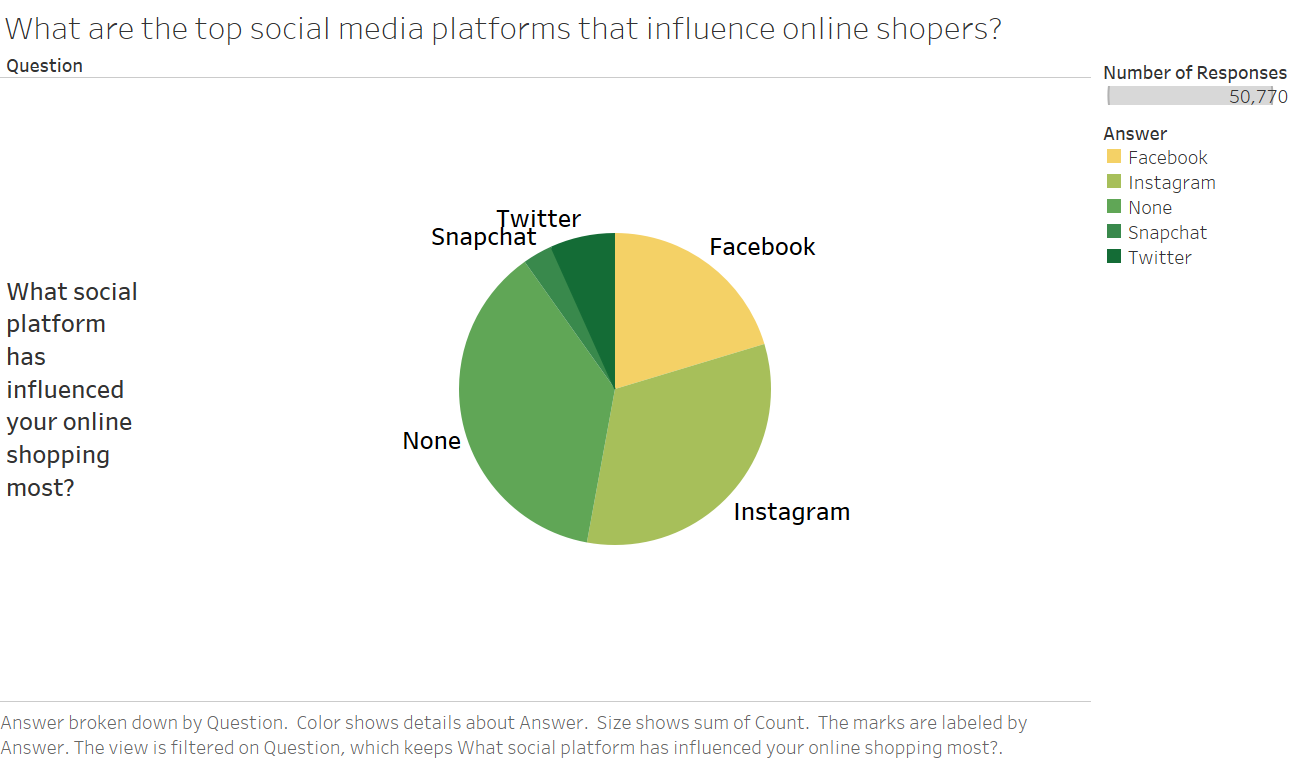 What are the top social media platforms that influence online shopers?
Question
Number of Responses
50,770
Answer
Facebook
Instagram
None
Snapchat
Twitter
Twitter
Snapchat
Facebook
None
Instagram
What social
platform
has
influenced
your online
shopping
most?
Answer broken down by Question.  Color shows details about Answer.  Size shows sum of Count.  The marks are labeled by
Answer. The view is filtered on Question, which keeps What social platform has influenced your online shopping most?.